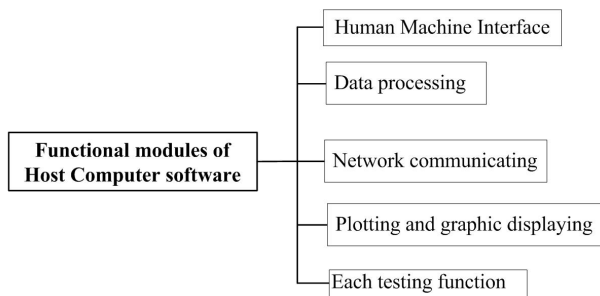 Human Machine Interface
Data processing
Functional modules of
Host Computer software
Network communicating
Plotting and graphic displaying
Each testing function